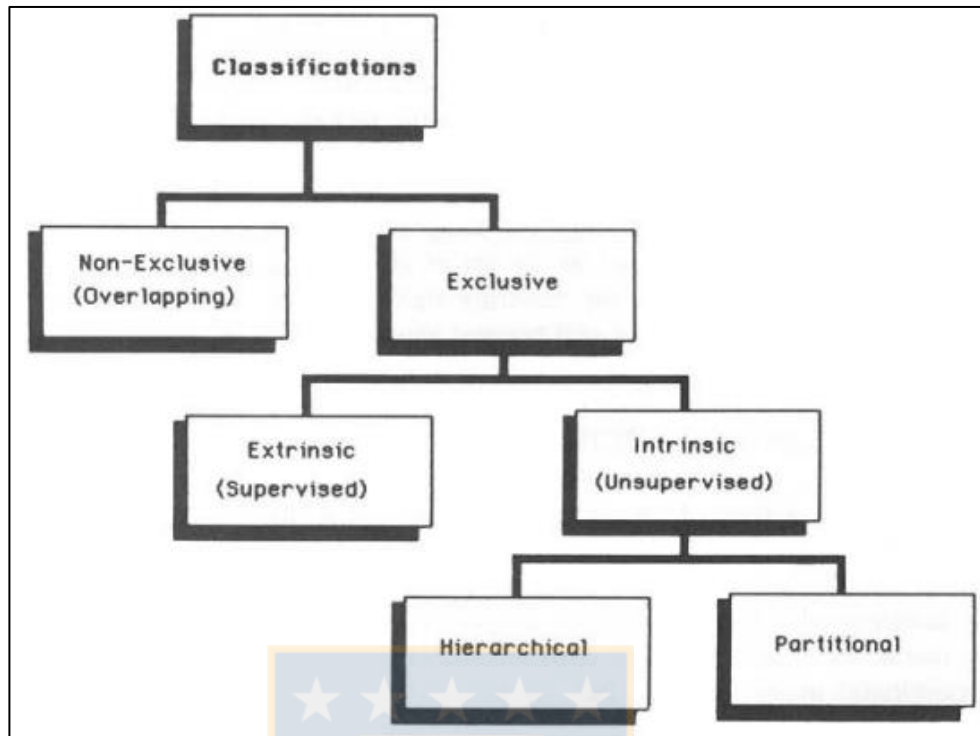 Classifications
Non-Exclusive
(Overlapping)
Exclusive
Extrinsic
(Supervised)
Intrinsic
(Unsupervised)
Hierarchical
Partitional